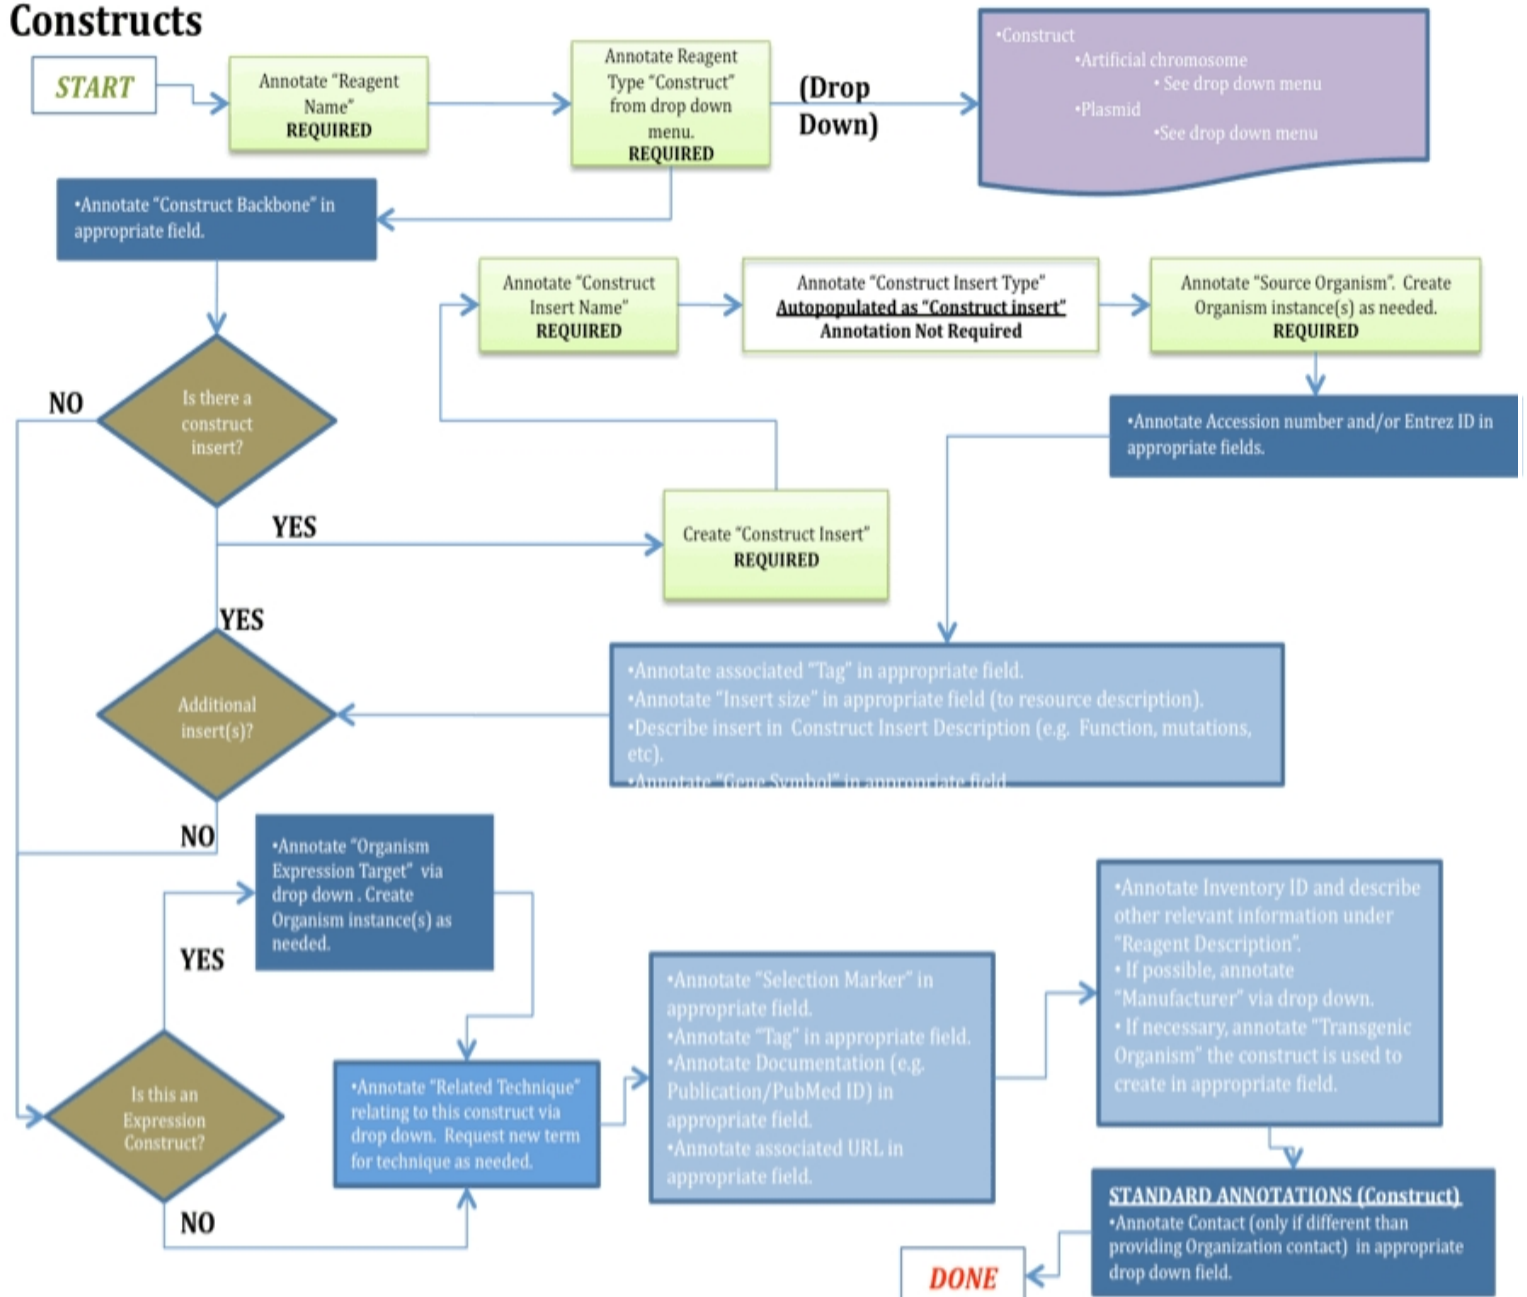 Constructs
START
Annotate “Reagent
Name”
REQUIRED
Annotate Reagent
Type “Construct”
from drop down
menu.
REQUIRED
(Drop
Down)
•Construct
•Artificial chromosome
• See drop down menu
•Plasmid
•See drop down menu
•Annotate “Construct Backbone” in
appropriate field.
Annotate “Construct
Insert Name”
REQUIRED
Annotate “Construct Insert Type”
Autopopulated as “Construct insert”
Annotation Not Required
Annotate “Source Organism”.  Create
Organism instance(s) as needed.
REQUIRED
NO
Is there a
construct
insert?
•Annotate Accession number and/or Entrez ID in
appropriate fields.
YES
Create “Construct Insert”
REQUIRED
YES
Additional
insert(s)?
•Annotate associated “Tag” in appropriate field.
•Annotate “Insert size” in appropriate field (to resource description).
•Describe insert in  Construct Insert Description (e.g.  Function, mutations,
etc).
•Annotate “Gene Symbol” in appropriate field
NO
•Annotate “Organism
Expression Target”  via
drop down . Create
Organism instance(s) as
needed.
YES
Is this an
Expression
Construct?
NO
•Annotate “Related Technique”
relating to this construct via
drop down.  Request new term
for technique as needed.
•Annotate “Selection Marker” in
appropriate field.
•Annotate “Tag” in appropriate field.
•Annotate Documentation (e.g.
Publication/PubMed ID) in
appropriate field.
•Annotate associated URL in
appropriate field.
•Annotate Inventory ID and describe
other relevant information under
“Reagent Description”.
• If possible, annotate
“Manufacturer” via drop down.
• If necessary, annotate “Transgenic
Organism” the construct is used to
create in appropriate field.
STANDARD ANNOTATIONS (Construct)
•Annotate Contact (only if different than
providing Organization contact)  in appropriate
drop down field.
DONE